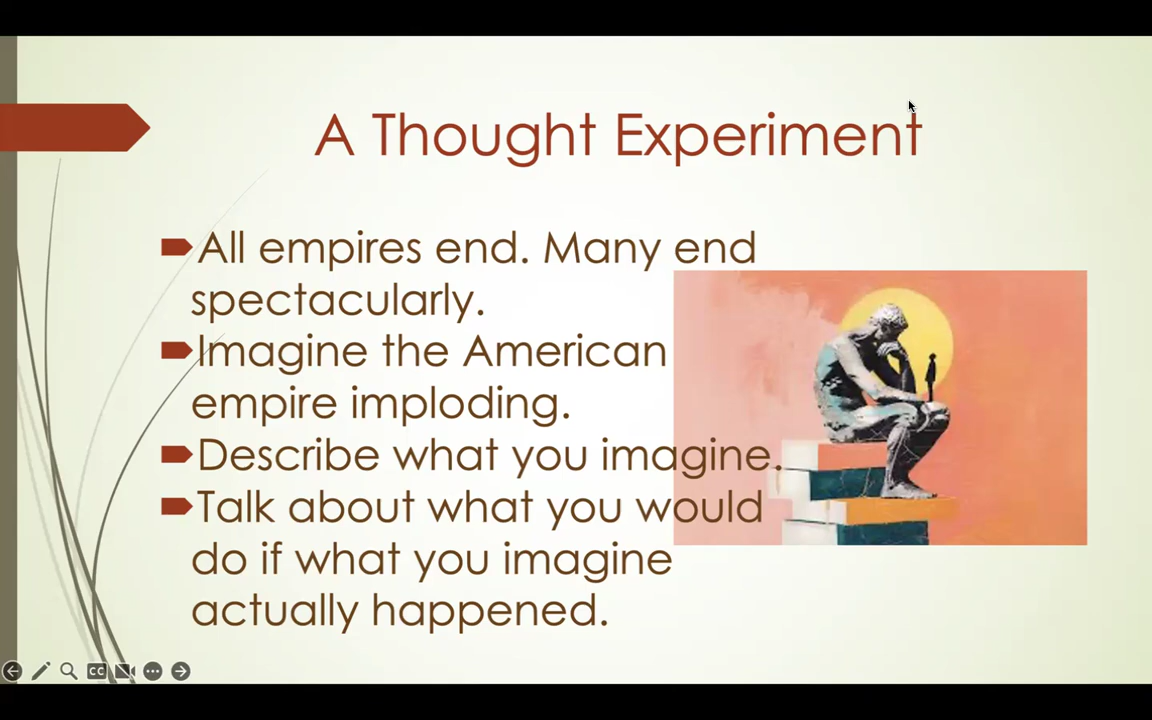 A Thought Experiment
All empires end. Many end
spectacularly.
Imagine the American
empire imploding.
Describe what you imagine.
Talk about what you would
do if what you imagine
actually happened.
CC